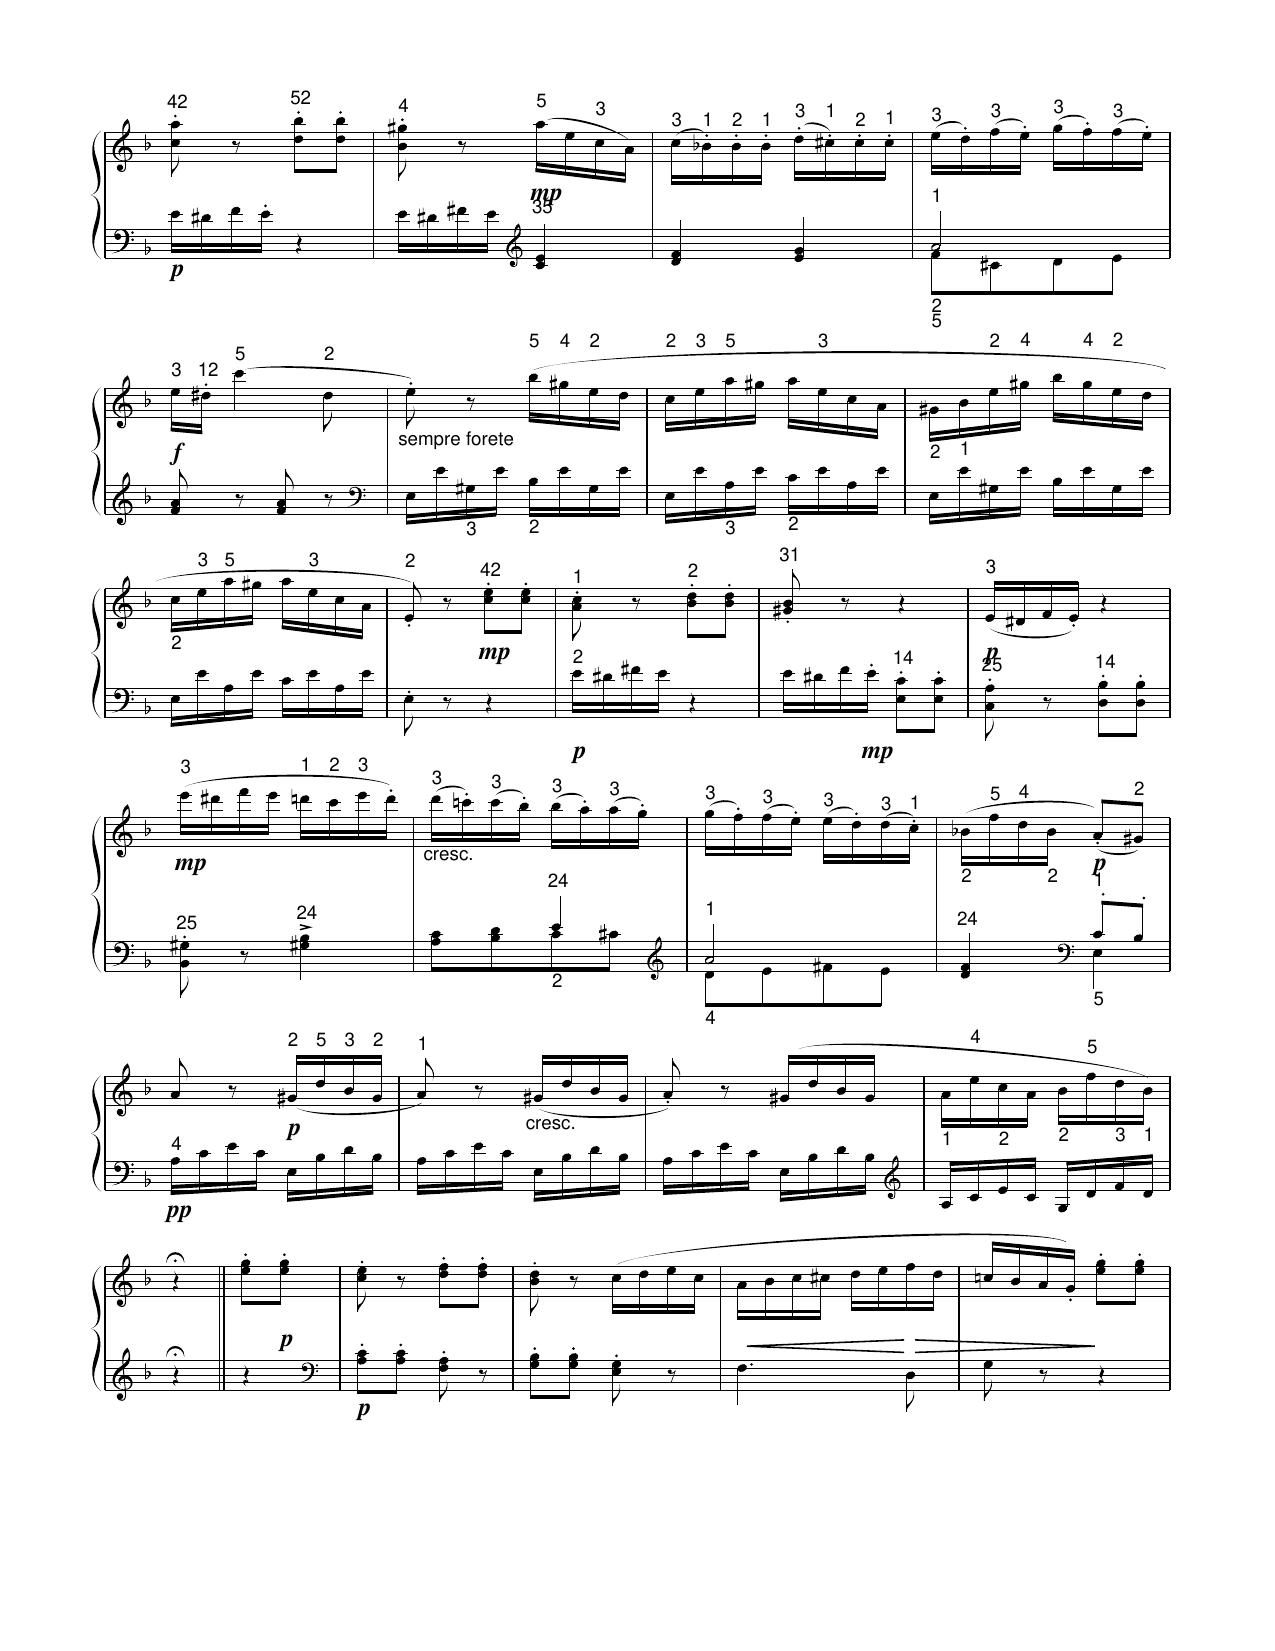 42 52 4 5 3 3 1 2 1 3 1 2 1 3 3 3 3
mp
35 1
p
2
5
3 12 5 2 5 4 2 2 3 5 3 2 4 4 2
f sempre forete 2 1
3 2 3 2
3 5 3 2 42 1 2 31 3
2 mp 2 14 p 25 14
p mp
3 1 2 3 3 3 3 3 3 3 3 3 1 5 4 2
mp cresc. 2 2 p
25 24 24 1 24 1
2 4 5
2 5 3 2 1 4 5
p cresc.
4 1 2 2 3 1
pp
p
p